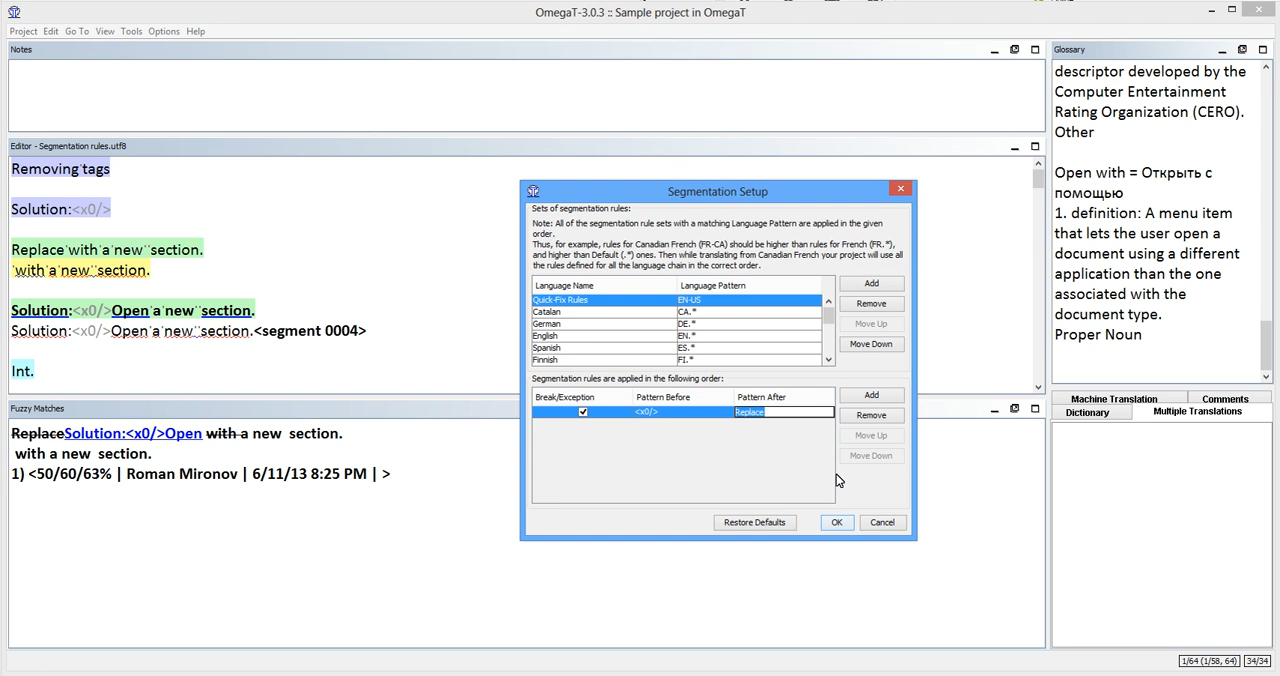 OmegaT-3.0.3 :: Sample project in OmegaT
Project Edit Go To View Tools Options Help
Notes
Editor - Segmentation rules.utf8
Removing tags
Solution:<x0/>
Replace with a new  section.
 with a new  section.
Solution:<x0/>Open a new  section.
Solution:<x0/>Open a new  section.<segment 0004>
Int.
Fuzzy Matches
ReplaceSolution:<x0/>Open with a new  section.
 with a new  section.
1) <50/60/63% | Roman Mironov | 6/11/13 8:25 PM | >
Segmentation Setup
Sets of segmentation rules:
Note: All of the segmentation rule sets with a matching Language Pattern are applied in the given
order.
Thus, for example, rules for Canadian French (FR-CA) should be higher than rules for French (FR.*),
and higher than Default (.*) ones. Then while translating from Canadian French your project will use all
the rules defined for all the language chain in the correct order.
Language Name Language Pattern
Quick-Fix Rules EN-US
Catalan CA.*
German DE.*
English EN.*
Spanish ES.*
Finnish FI.*
Add
Remove
Move Up
Move Down
Segmentation rules are applied in the following order:
Break/Exception Pattern Before Pattern After
<x0/> Replace
Add
Remove
Move Up
Move Down
Restore Defaults OK Cancel
Glossary
descriptor developed by the
Computer Entertainment
Rating Organization (CERO).
Other
Open with = Открыть с
помощью
1. definition: A menu item
that lets the user open a
document using a different
application than the one
associated with the
document type.
Proper Noun
Machine Translation Comments
Dictionary Multiple Translations
1/64 (1/58, 64) 34/34